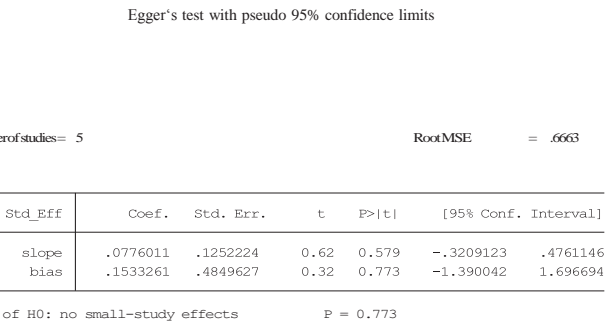 Egger‘s test with pseudo 95% confidence limits
erofstudies= 5 RootMSE = .6663
Std_Eff Coef. Std. Err. t P>|t| [95% Conf. Interval]
slope .0776011 .1252224 0.62 0.579 -.3209123 .4761146
bias .1533261 .4849627 0.32 0.773 -1.390042 1.696694
of H0: no small-study effects P = 0.773